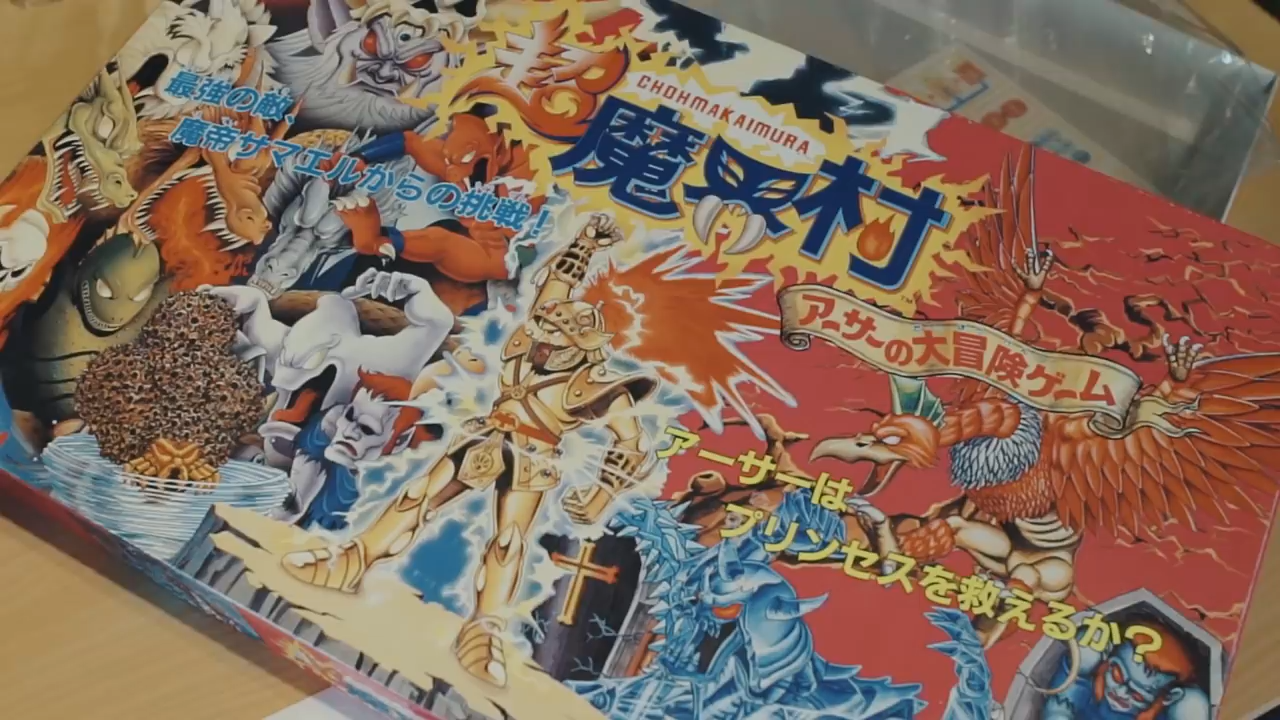 最強の敵、
魔帝サマエルからの挑戦!
超
CHOHMAKAIMURA
魔界村
TM
アーサーの大冒険ゲーム
アーサーは
プリンセスを救えるか?